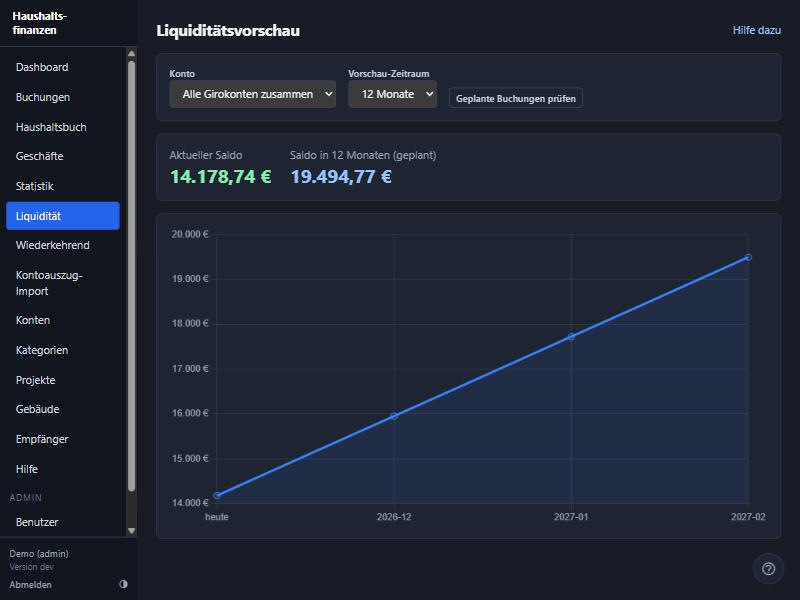 Haushalts-
finanzen
Dashboard
Buchungen
Haushaltsbuch
Geschäfte
Statistik
Liquidität
Wiederkehrend
Kontoauszug-
Import
Konten
Kategorien
Projekte
Gebäude
Empfänger
Hilfe
ADMIN
Benutzer
Demo (admin)
Version dev
Abmelden
Liquiditätsvorschau
Hilfe dazu
Konto
Alle Girokonten zusammen
Vorschau-Zeitraum
12 Monate
Geplante Buchungen prüfen
Aktueller Saldo
14.178,74 €
Saldo in 12 Monaten (geplant)
19.494,77 €
20.000 €
19.000 €
18.000 €
17.000 €
16.000 €
15.000 €
14.000 €
heute
2026-12
2027-01
2027-02